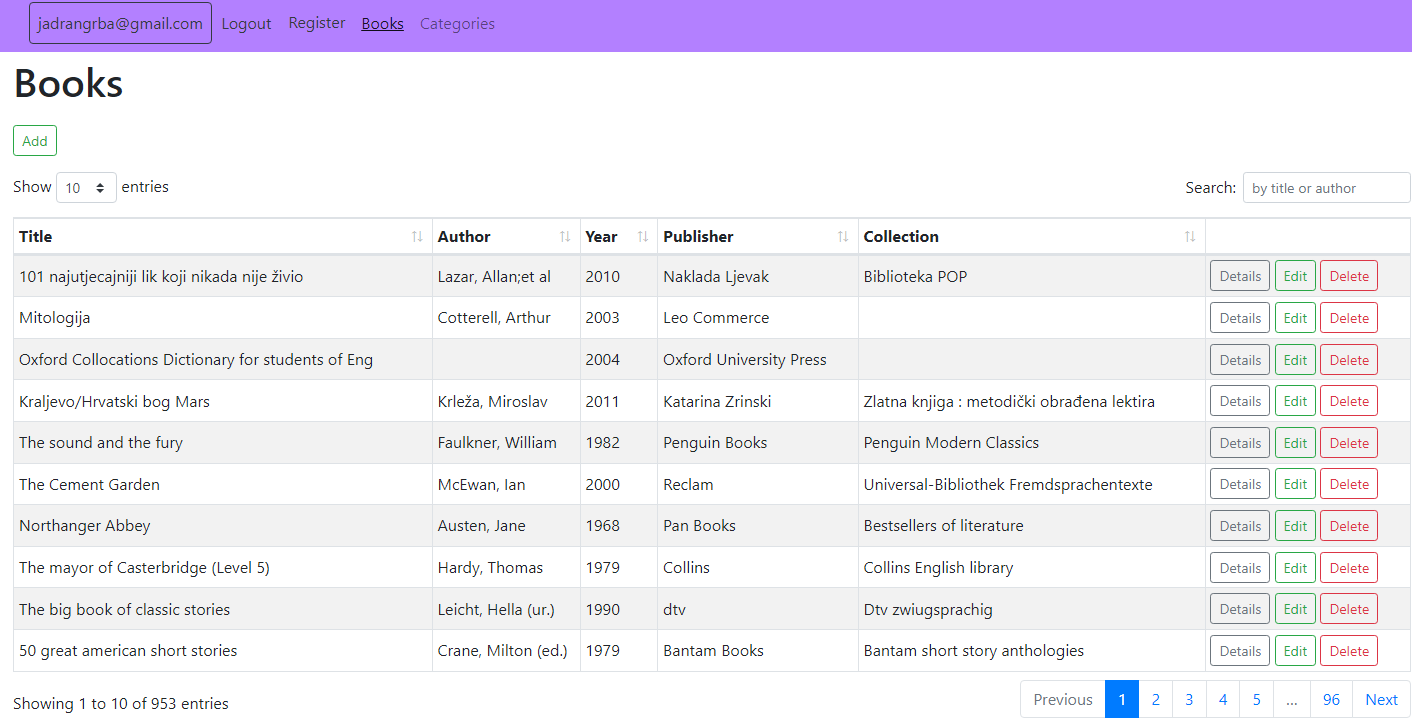 jadrangrba@gmail.com Logout Register Books Categories
Books
Add
Show 10 entries Search: by title or author
Title Author Year Publisher Collection
101 najutjecajniji lik koji nikada nije živio Lazar, Allan;et al 2010 Naklada Ljevak Biblioteka POP Details Edit Delete
Mitologija Cotterell, Arthur 2003 Leo Commerce Details Edit Delete
Oxford Collocations Dictionary for students of Eng 2004 Oxford University Press Details Edit Delete
Kraljevo/Hrvatski bog Mars Krleža, Miroslav 2011 Katarina Zrinski Zlatna knjiga : metodički obrađena lektira Details Edit Delete
The sound and the fury Faulkner, William 1982 Penguin Books Penguin Modern Classics Details Edit Delete
The Cement Garden McEwan, Ian 2000 Reclam Universal-Bibliothek Fremdsprachentexte Details Edit Delete
Northanger Abbey Austen, Jane 1968 Pan Books Bestsellers of literature Details Edit Delete
The mayor of Casterbridge (Level 5) Hardy, Thomas 1979 Collins Collins English library Details Edit Delete
The big book of classic stories Leicht, Hella (ur.) 1990 dtv Dtv zwiugsprachig Details Edit Delete
50 great american short stories Crane, Milton (ed.) 1979 Bantam Books Bantam short story anthologies Details Edit Delete
Showing 1 to 10 of 953 entries Previous 1 2 3 4 5 ... 96 Next